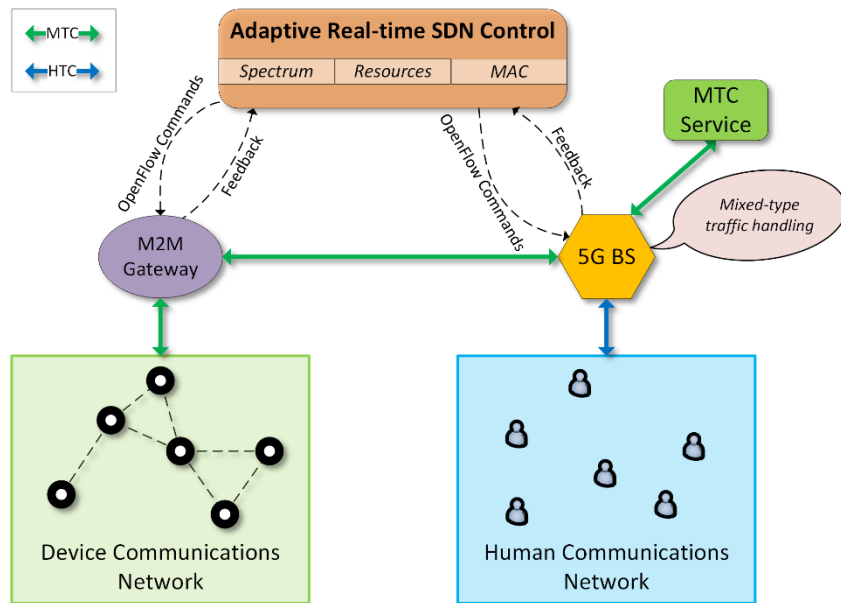 MTC
HTC
Adaptive Real-time SDN Control
Spectrum
Resources
MAC
MTC
Service
OpenFlow Commands
Feedback
OpenFlow Commands
Feedback
Mixed-type
traffic handling
M2M
Gateway
5G BS
Device Communications
Network
Human Communications
Network